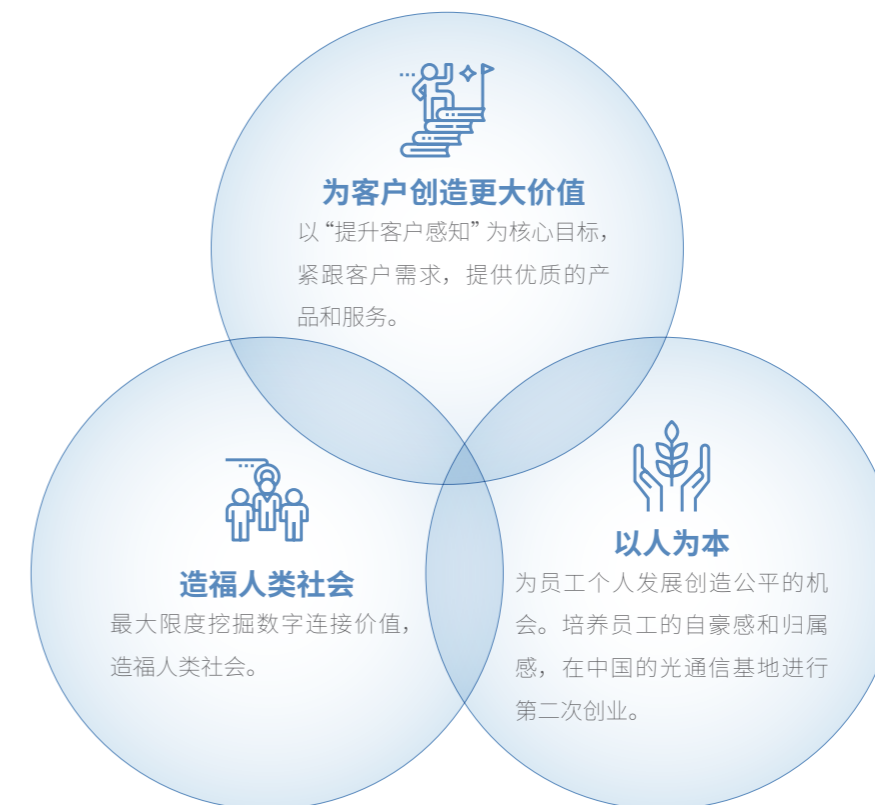 为客户创造更大价值
以“提升客户感知”为核心目标，
紧跟客户需求，提供优质的产
品和服务。
造福人类社会
最大限度挖掘数字连接价值，
造福人类社会。
以人为本
为员工个人发展创造公平的机
会。培养员工的自豪感和归属
感，在中国的光通信基地进行
第二次创业。